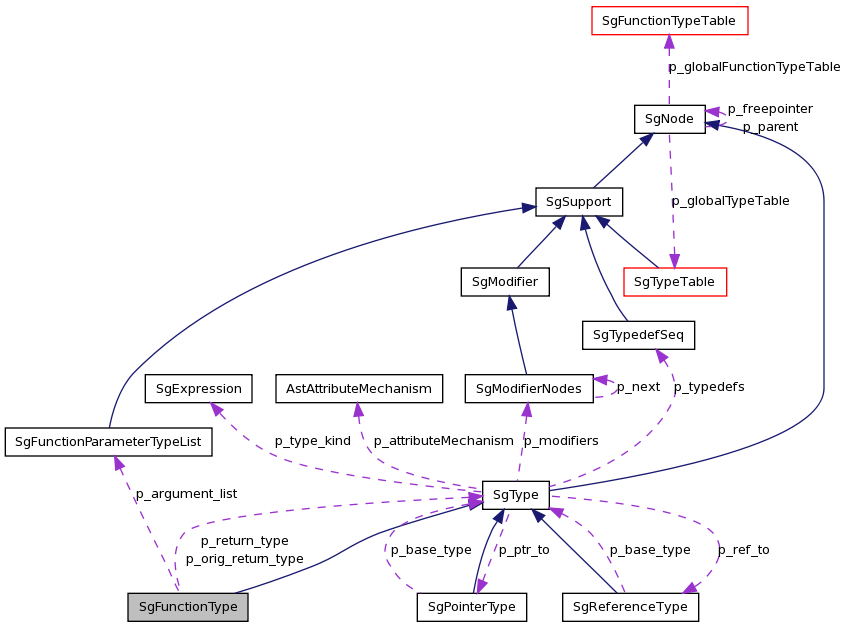 SgFunctionTypeTable
p_globalFunctionTypeTable
SgNode
p_freepointer
p_parent
SgSupport
p_globalTypeTable
SgModifier
SgTypeTable
SgTypedefSeq
SgExpression
AstAttributeMechanism
SgModifierNodes
p_next
p_typedefs
SgFunctionParameterTypeList
p_type_kind
p_attributeMechanism
p_modifiers
p_argument_list
SgType
p_return_type
p_orig_return_type
p_base_type
p_ptr_to
p_base_type
p_ref_to
SgFunctionType
SgPointerType
SgReferenceType